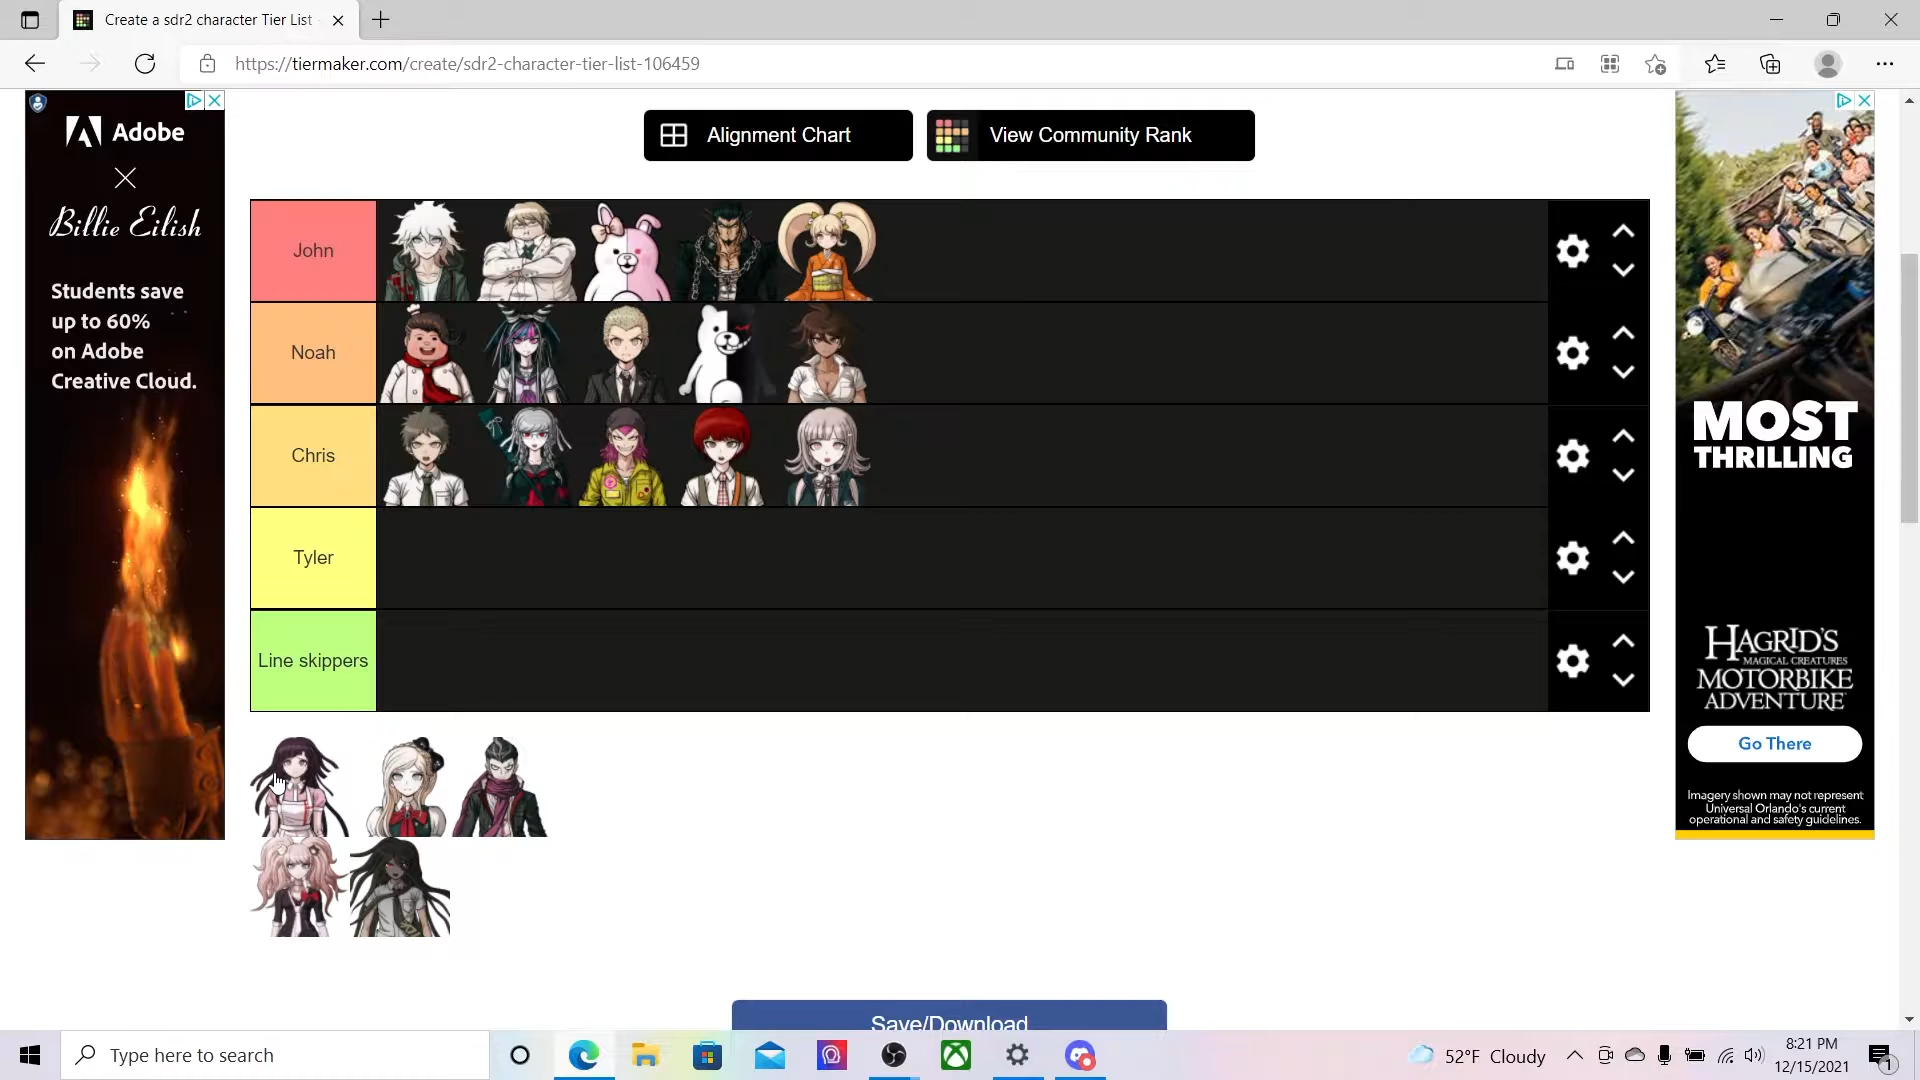 Create a sdr2 character Tier List
https://tiermaker.com/create/sdr2-character-tier-list-106459
Adobe
Billie Eilish
Students save
up to 60%
on Adobe
Creative Cloud.
Alignment Chart
View Community Rank
John
Noah
Chris
Tyler
Line skippers
MOST
THRILLING
HAGRID'S
MAGICAL CREATURES
MOTORBIKE
ADVENTURE
Go There
Imagery shown may not represent
Universal Orlando's current
operational and safety guidelines.
Save/Download
Type here to search
52°F Cloudy
8:21 PM
12/15/2021
1